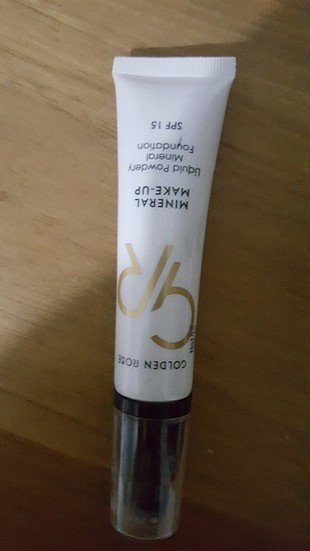 GOLDEN ROSE
GR
MINERAL
MAKE-UP
Liquid Powdery
Mineral
Foundation
SPF 15